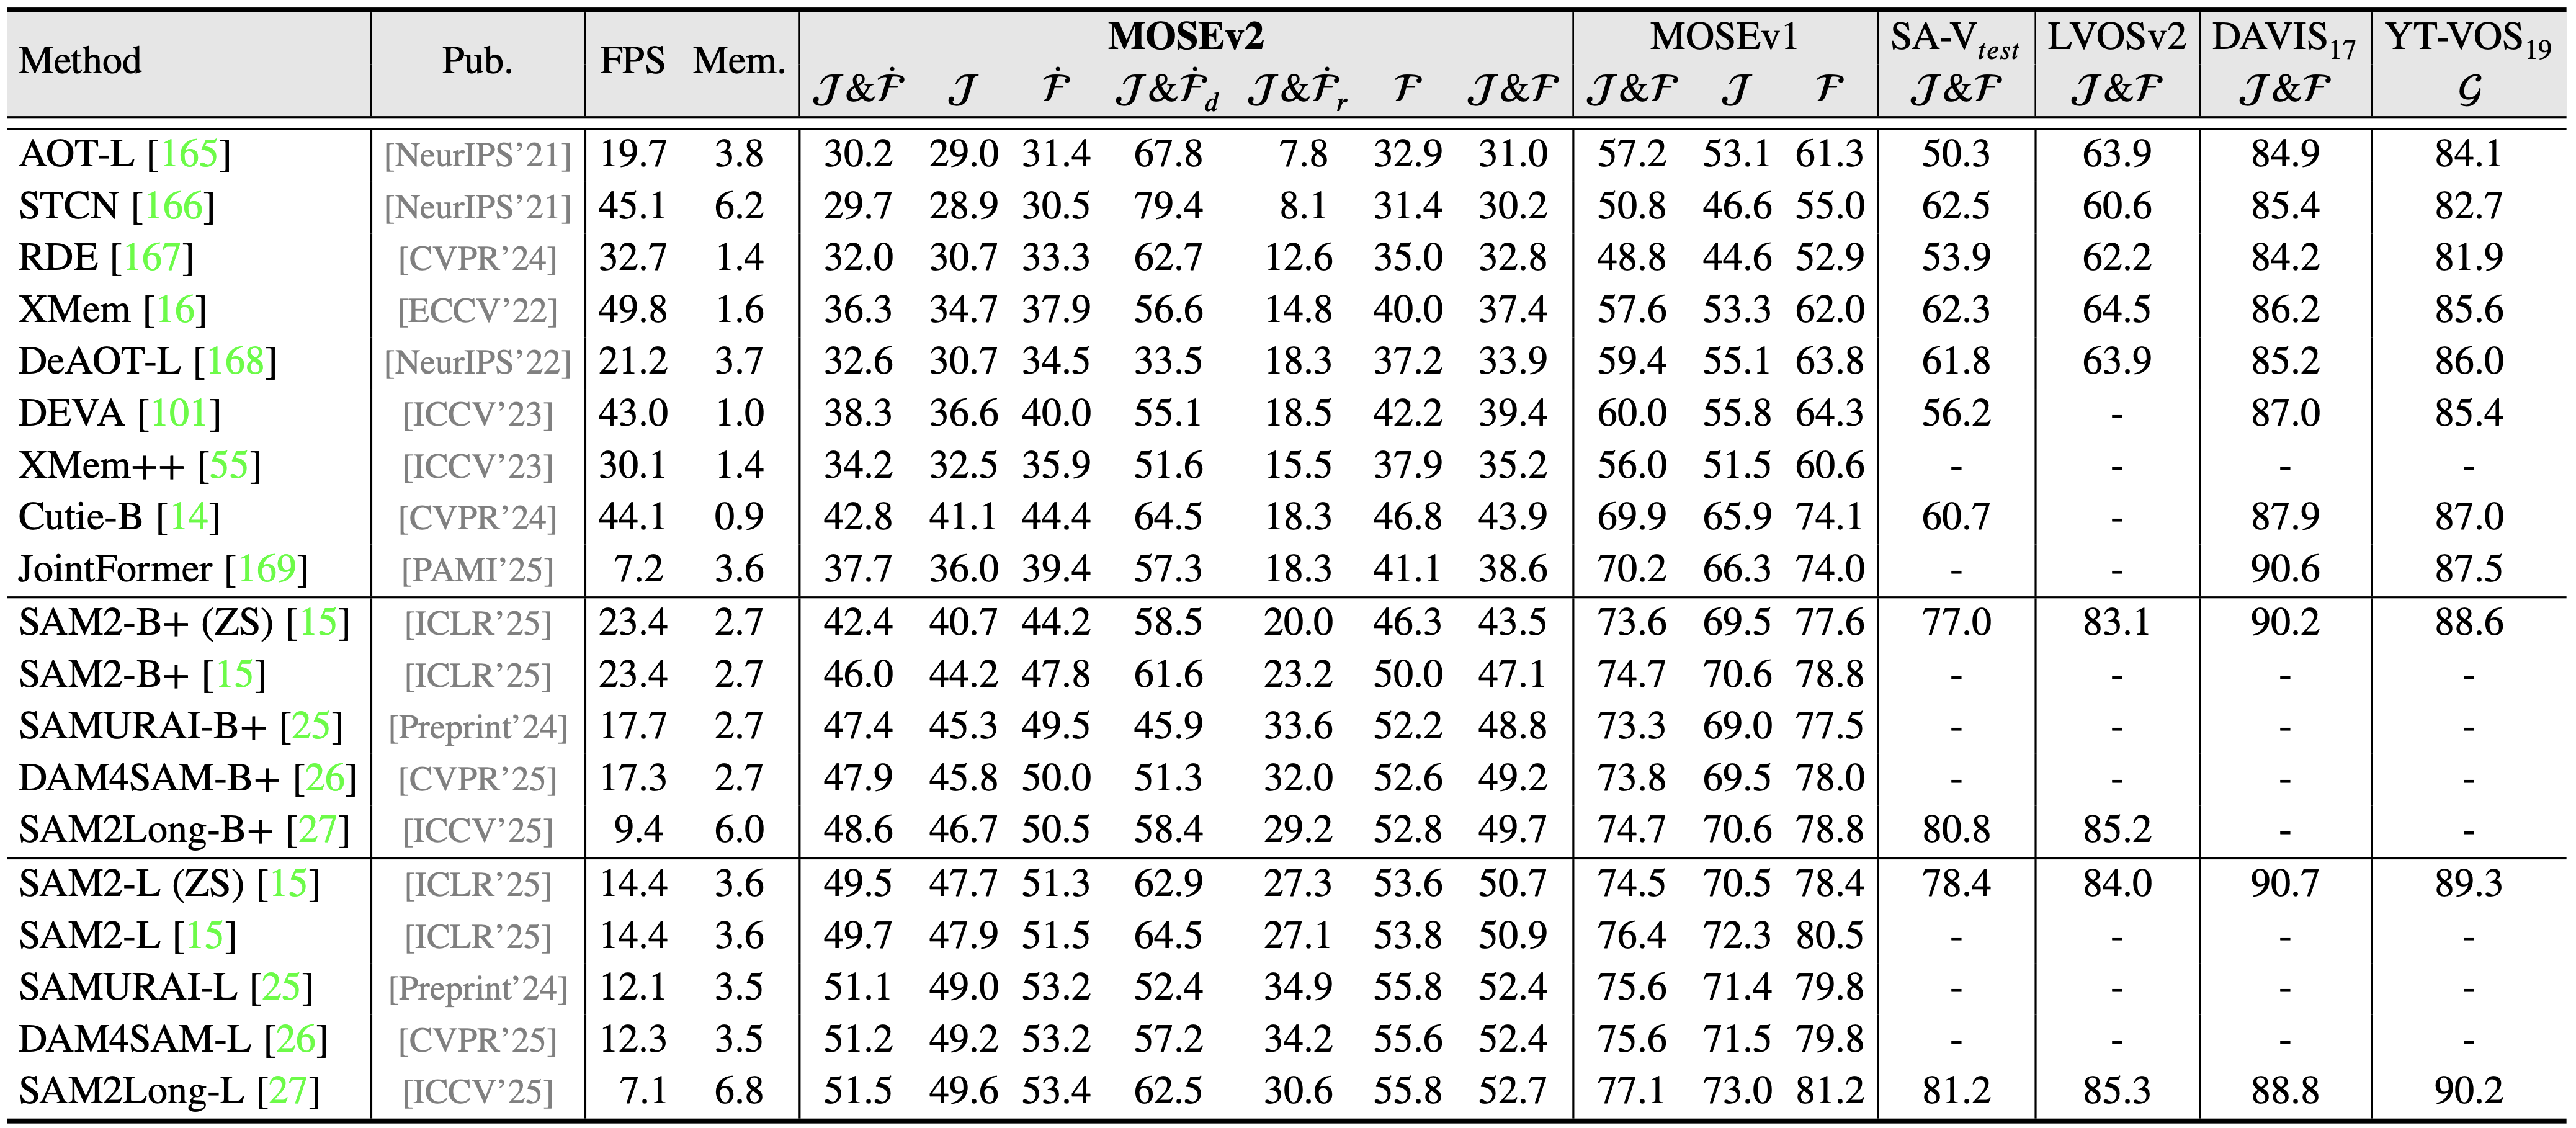 Method Pub. FPS Mem. MOSEv2 MOSEv1 SA-V_test LVOSv2 DAVIS_17 YT-VOS_19
𝒥&Ḟ 𝒥 Ḟ 𝒥&Ḟ_d 𝒥&Ḟ_r ℱ 𝒥&ℱ 𝒥&ℱ 𝒥 ℱ 𝒥&ℱ 𝒥&ℱ 𝒥&ℱ 𝒢
AOT-L [165] [NeurIPS’21] 19.7 3.8 30.2 29.0 31.4 67.8 7.8 32.9 31.0 57.2 53.1 61.3 50.3 63.9 84.9 84.1
STCN [166] [NeurIPS’21] 45.1 6.2 29.7 28.9 30.5 79.4 8.1 31.4 30.2 50.8 46.6 55.0 62.5 60.6 85.4 82.7
RDE [167] [CVPR’24] 32.7 1.4 32.0 30.7 33.3 62.7 12.6 35.0 32.8 48.8 44.6 52.9 53.9 62.2 84.2 81.9
XMem [16] [ECCV’22] 49.8 1.6 36.3 34.7 37.9 56.6 14.8 40.0 37.4 57.6 53.3 62.0 62.3 64.5 86.2 85.6
DeAOT-L [168] [NeurIPS’22] 21.2 3.7 32.6 30.7 34.5 33.5 18.3 37.2 33.9 59.4 55.1 63.8 61.8 63.9 85.2 86.0
DEVA [101] [ICCV’23] 43.0 1.0 38.3 36.6 40.0 55.1 18.5 42.2 39.4 60.0 55.8 64.3 56.2 - 87.0 85.4
XMem++ [55] [ICCV’23] 30.1 1.4 34.2 32.5 35.9 51.6 15.5 37.9 35.2 56.0 51.5 60.6 - - - -
Cutie-B [14] [CVPR’24] 44.1 0.9 42.8 41.1 44.4 64.5 18.3 46.8 43.9 69.9 65.9 74.1 60.7 - 87.9 87.0
JointFormer [169] [PAMI’25] 7.2 3.6 37.7 36.0 39.4 57.3 18.3 41.1 38.6 70.2 66.3 74.0 - - 90.6 87.5
SAM2-B+ (ZS) [15] [ICLR’25] 23.4 2.7 42.4 40.7 44.2 58.5 20.0 46.3 43.5 73.6 69.5 77.6 77.0 83.1 90.2 88.6
SAM2-B+ [15] [ICLR’25] 23.4 2.7 46.0 44.2 47.8 61.6 23.2 50.0 47.1 74.7 70.6 78.8 - - - -
SAMURAI-B+ [25] [Preprint’24] 17.7 2.7 47.4 45.3 49.5 45.9 33.6 52.2 48.8 73.3 69.0 77.5 - - - -
DAM4SAM-B+ [26] [CVPR’25] 17.3 2.7 47.9 45.8 50.0 51.3 32.0 52.6 49.2 73.8 69.5 78.0 - - - -
SAM2Long-B+ [27] [ICCV’25] 9.4 6.0 48.6 46.7 50.5 58.4 29.2 52.8 49.7 74.7 70.6 78.8 80.8 85.2 - -
SAM2-L (ZS) [15] [ICLR’25] 14.4 3.6 49.5 47.7 51.3 62.9 27.3 53.6 50.7 74.5 70.5 78.4 78.4 84.0 90.7 89.3
SAM2-L [15] [ICLR’25] 14.4 3.6 49.7 47.9 51.5 64.5 27.1 53.8 50.9 76.4 72.3 80.5 - - - -
SAMURAI-L [25] [Preprint’24] 12.1 3.5 51.1 49.0 53.2 52.4 34.9 55.8 52.4 75.6 71.4 79.8 - - - -
DAM4SAM-L [26] [CVPR’25] 12.3 3.5 51.2 49.2 53.2 57.2 34.2 55.6 52.4 75.6 71.5 79.8 - - - -
SAM2Long-L [27] [ICCV’25] 7.1 6.8 51.5 49.6 53.4 62.5 30.6 55.8 52.7 77.1 73.0 81.2 81.2 85.3 88.8 90.2